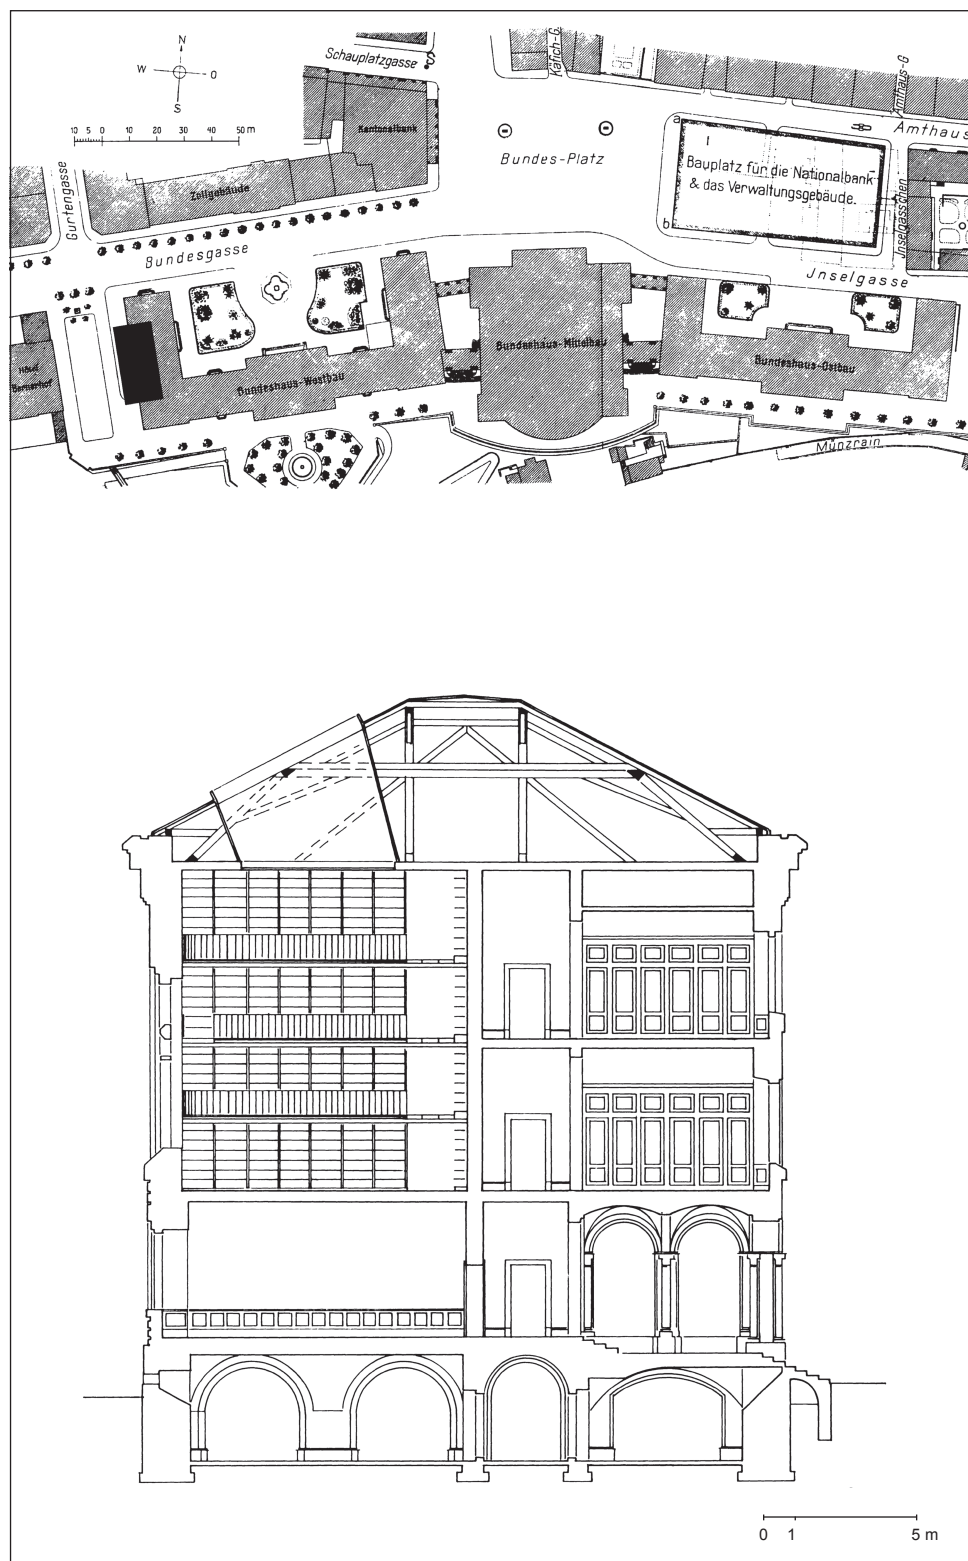 N
W
O
S
10 5 0 10 20 30 40 50 m
Schauplatzgasse
Käfich-G.
Amthaus-G
Kantonalbank
Amthaus
a
I
Bundes-Platz
Bauplatz für die Nationalbank
& das Verwaltungsgebäude.
b
Gurtengasse
Zollgebäude
Jnselgässchen
Bundesgasse
Jnselgasse
Hôtel
Bernerhof
Bundeshaus-Westbau
Bundeshaus-Mittelbau
Bundeshaus-Ostbau
Münzrain
0 1 5 m